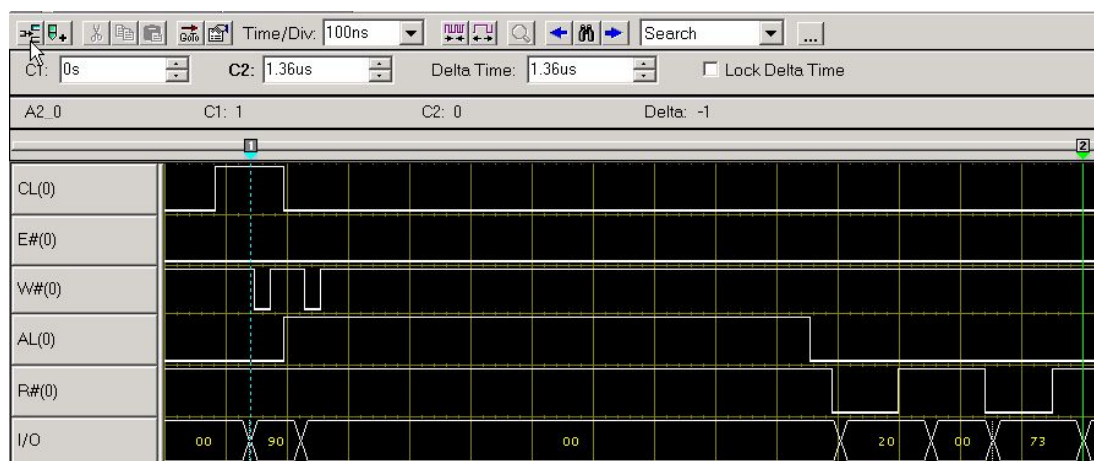 GoTo Time/Div: 100ns Search ...
C1: 0s C2: 1.36us Delta Time: 1.36us Lock Delta Time
A2_0 C1: 1 C2: 0 Delta: -1
1 2
CL(0)
E#(0)
W#(0)
AL(0)
R#(0)
I/O 00 90 00 20 00 73